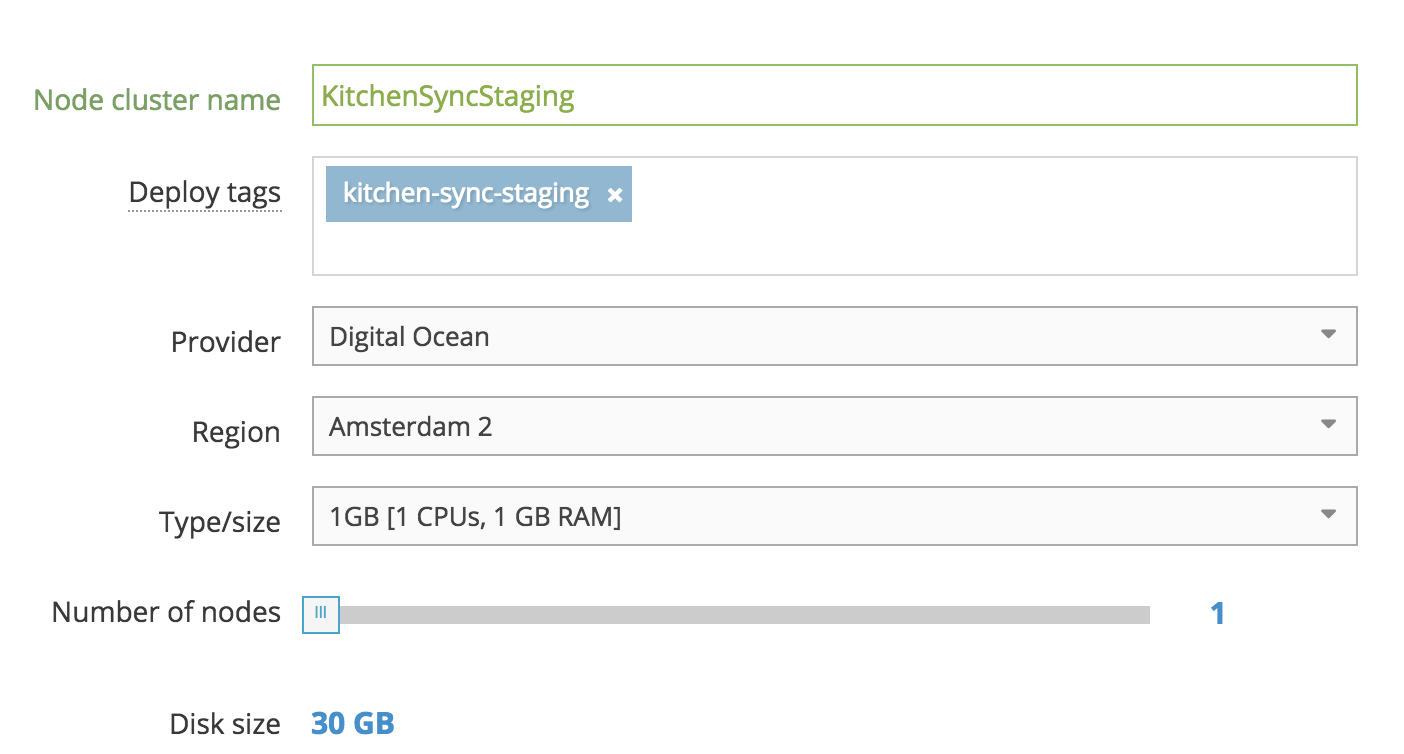 Node cluster name KitchenSyncStaging
Deploy tags kitchen-sync-staging ×
Provider Digital Ocean
Region Amsterdam 2
Type/size 1GB [1 CPUs, 1 GB RAM]
Number of nodes 1
Disk size 30 GB